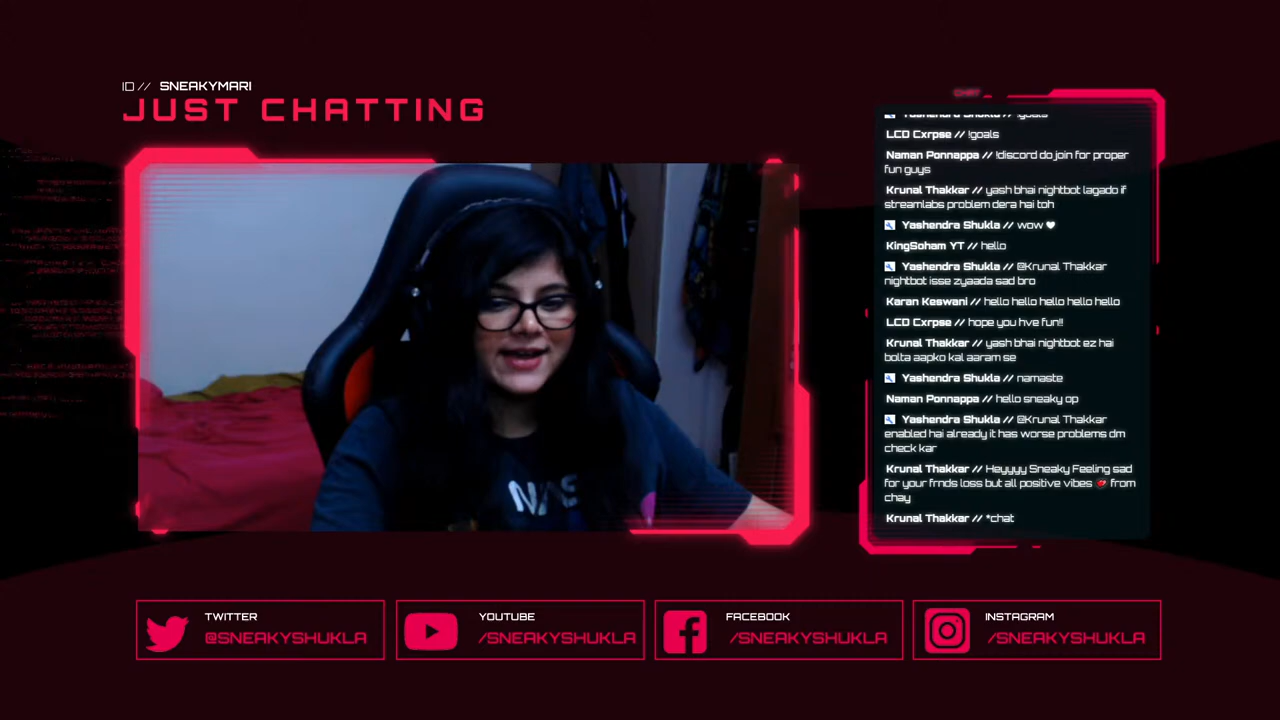 ID // SNEAKYMARI
JUST CHATTING
CHAT
Yashendra Shukla // !goals
LCD Cxrpse // !goals
Naman Ponnappa // !discord do join for proper
fun guys
Krunal Thakkar // yash bhai nightbot lagado if
streamlabs problem dera hai toh
Yashendra Shukla // wow 🤍
KingSoham YT // hello
Yashendra Shukla // @Krunal Thakkar
nightbot isse zyaada sad bro
Karan Keswani // hello hello hello hello hello
LCD Cxrpse // hope you hve fun!!
Krunal Thakkar // yash bhai nightbot ez hai
bolta aapko kal aaram se
Yashendra Shukla // namaste
Naman Ponnappa // hello sneaky op
Yashendra Shukla // @Krunal Thakkar
enabled hai already it has worse problems dm
check kar
Krunal Thakkar // Heyyyy Sneaky Feeling sad
for your frnds loss but all positive vibes from
chay
Krunal Thakkar // *chat
NAS
TWITTER
@SNEAKYSHUKLA
YOUTUBE
/SNEAKYSHUKLA
FACEBOOK
/SNEAKYSHUKLA
INSTAGRAM
/SNEAKYSHUKLA